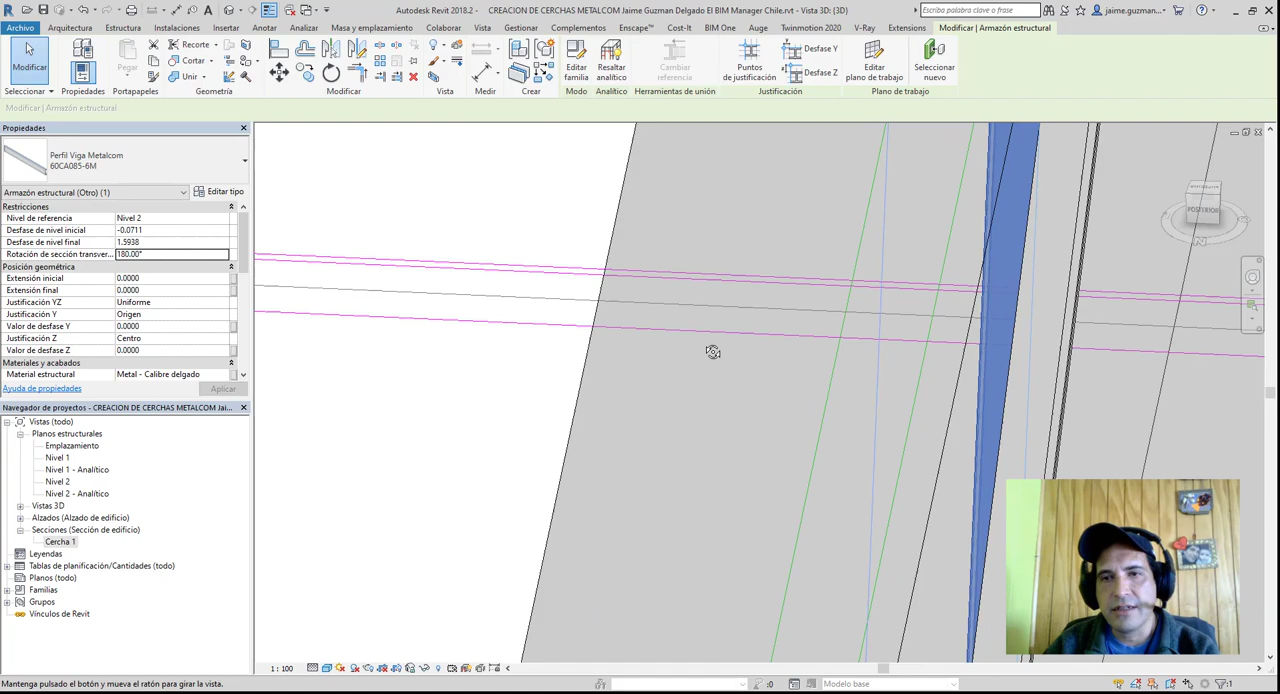 Autodesk Revit 2018.2 - CREACION DE CERCHAS METALCOM Jaime Guzman Delgado El BIM Manager Chile.rvt - Vista 3D: {3D}
Escriba palabra clave o frase
jaime.guzman...
Archivo Arquitectura Estructura Instalaciones Insertar Anotar Analizar Masa y emplazamiento Colaborar Vista Gestionar Complementos Enscape™ Cost-It BIM One Auge Twinmotion 2020 V-Ray Extensions Modificar | Armazón estructural
Modificar
Pegar
Recorte
Cortar
Unir
Editar familia
Resaltar analítico
Cambiar referencia
Puntos de justificación
Desfase Y
Desfase Z
Editar plano de trabajo
Seleccionar nuevo
Seleccionar Propiedades Portapapeles Geometría Modificar Vista Medir Crear Modo Analítico Herramientas de unión Justificación Plano de trabajo
Modificar | Armazón estructural
Propiedades
Perfil Viga Metalcom
60CA085-6M
Armazón estructural (Otro) (1) Editar tipo
Restricciones
Nivel de referencia Nivel 2
Desfase de nivel inicial -0.0711
Desfase de nivel final 1.5938
Rotación de sección transver... 180.00°
Posición geométrica
Extensión inicial 0.0000
Extensión final 0.0000
Justificación YZ Uniforme
Justificación Y Origen
Valor de desfase Y 0.0000
Justificación Z Centro
Valor de desfase Z 0.0000
Materiales y acabados
Material estructural Metal - Calibre delgado
Ayuda de propiedades Aplicar
Navegador de proyectos - CREACION DE CERCHAS METALCOM Jai...
Vistas (todo)
Planos estructurales
Emplazamiento
Nivel 1
Nivel 1 - Analítico
Nivel 2
Nivel 2 - Analítico
Vistas 3D
Alzados (Alzado de edificio)
Secciones (Sección de edificio)
Cercha 1
Leyendas
Tablas de planificación/Cantidades (todo)
Planos (todo)
Familias
Grupos
Vínculos de Revit
POSTERIOR
N
1 : 100
Mantenga pulsado el botón y mueva el ratón para girar la vista.
:0
Modelo base
:1